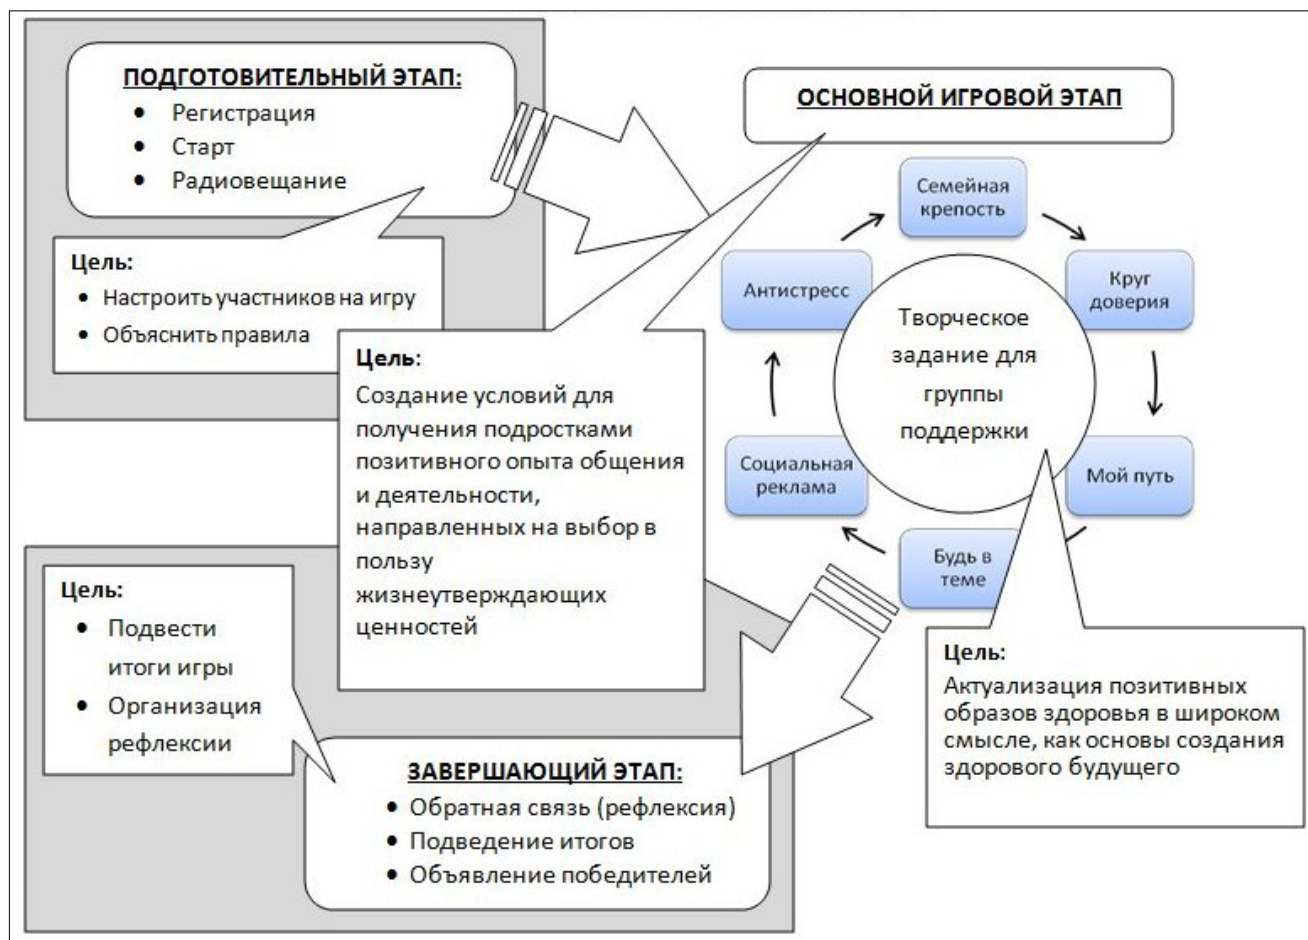 ПОДГОТОВИТЕЛЬНЫЙ ЭТАП:
• Регистрация
• Старт
• Радиовещание
Цель:
• Настроить участников на игру
• Объяснить правила
ОСНОВНОЙ ИГРОВОЙ ЭТАП
Цель:
Создание условий для
получения подростками
позитивного опыта общения
и деятельности,
направленных на выбор в
пользу
жизнеутверждающих
ценностей
Семейная
крепость
Круг
доверия
Мой путь
Будь в
теме
Социальная
реклама
Антистресс
Творческое
задание для
группы
поддержки
Цель:
Актуализация позитивных
образов здоровья в широком
смысле, как основы создания
здорового будущего
Цель:
• Подвести
итоги игры
• Организация
рефлексии
ЗАВЕРШАЮЩИЙ ЭТАП:
• Обратная связь (рефлексия)
• Подведение итогов
• Объявление победителей